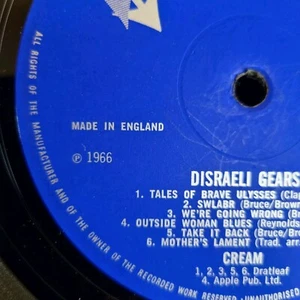 ALL RIGHTS OF THE MANUFACTURER AND OF THE OWNER OF THE RECORDED WORK RESERVED · UNAUTHORISED
MADE IN ENGLAND
℗ 1966
DISRAELI GEARS
1. TALES OF BRAVE ULYSSES (Clap
2. SWLABR (Bruce/Brown
3. WE'RE GOING WRONG (Br
4. OUTSIDE WOMAN BLUES (Reynolds
5. TAKE IT BACK (Bruce/Brow
6. MOTHER'S LAMENT (Trad. arr
CREAM
1, 2, 3, 5, 6. Dratleaf
4. Apple Pub. Ltd.